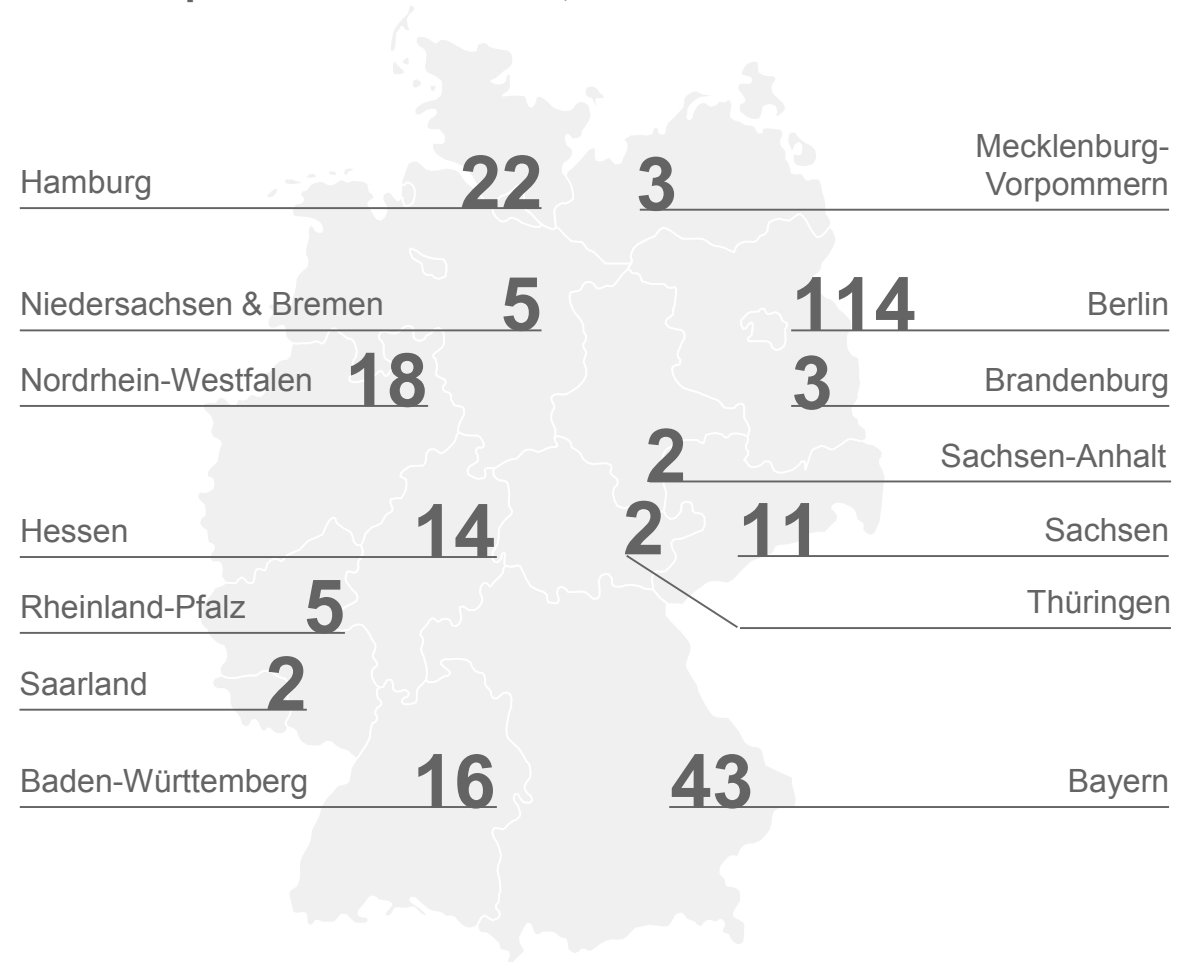 Hamburg 22
Mecklenburg-
Vorpommern
3
Niedersachsen & Bremen 5
114 Berlin
Nordrhein-Westfalen 18
3 Brandenburg
2 Sachsen-Anhalt
Hessen 14
2
11 Sachsen
Rheinland-Pfalz 5
Thüringen
Saarland 2
Baden-Württemberg 16
43 Bayern